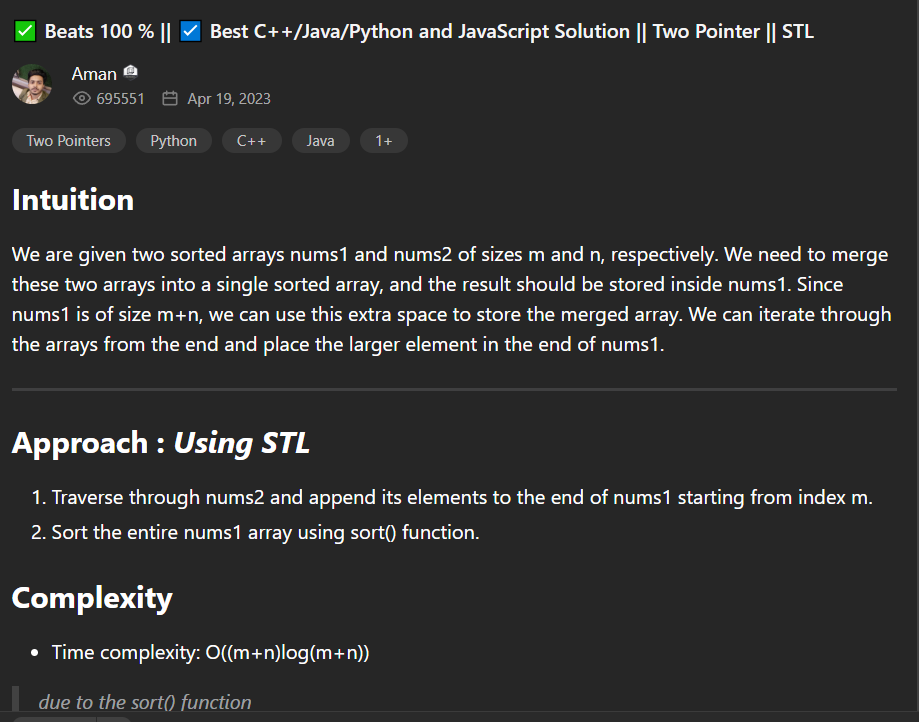 ✅ Beats 100 % || ☑️ Best C++/Java/Python and JavaScript Solution || Two Pointer || STL
Aman
695551 Apr 19, 2023
Two Pointers Python C++ Java 1+
Intuition
We are given two sorted arrays nums1 and nums2 of sizes m and n, respectively. We need to merge
these two arrays into a single sorted array, and the result should be stored inside nums1. Since
nums1 is of size m+n, we can use this extra space to store the merged array. We can iterate through
the arrays from the end and place the larger element in the end of nums1.
Approach : Using STL
1. Traverse through nums2 and append its elements to the end of nums1 starting from index m.
2. Sort the entire nums1 array using sort() function.
Complexity
• Time complexity: O((m+n)log(m+n))
due to the sort() function